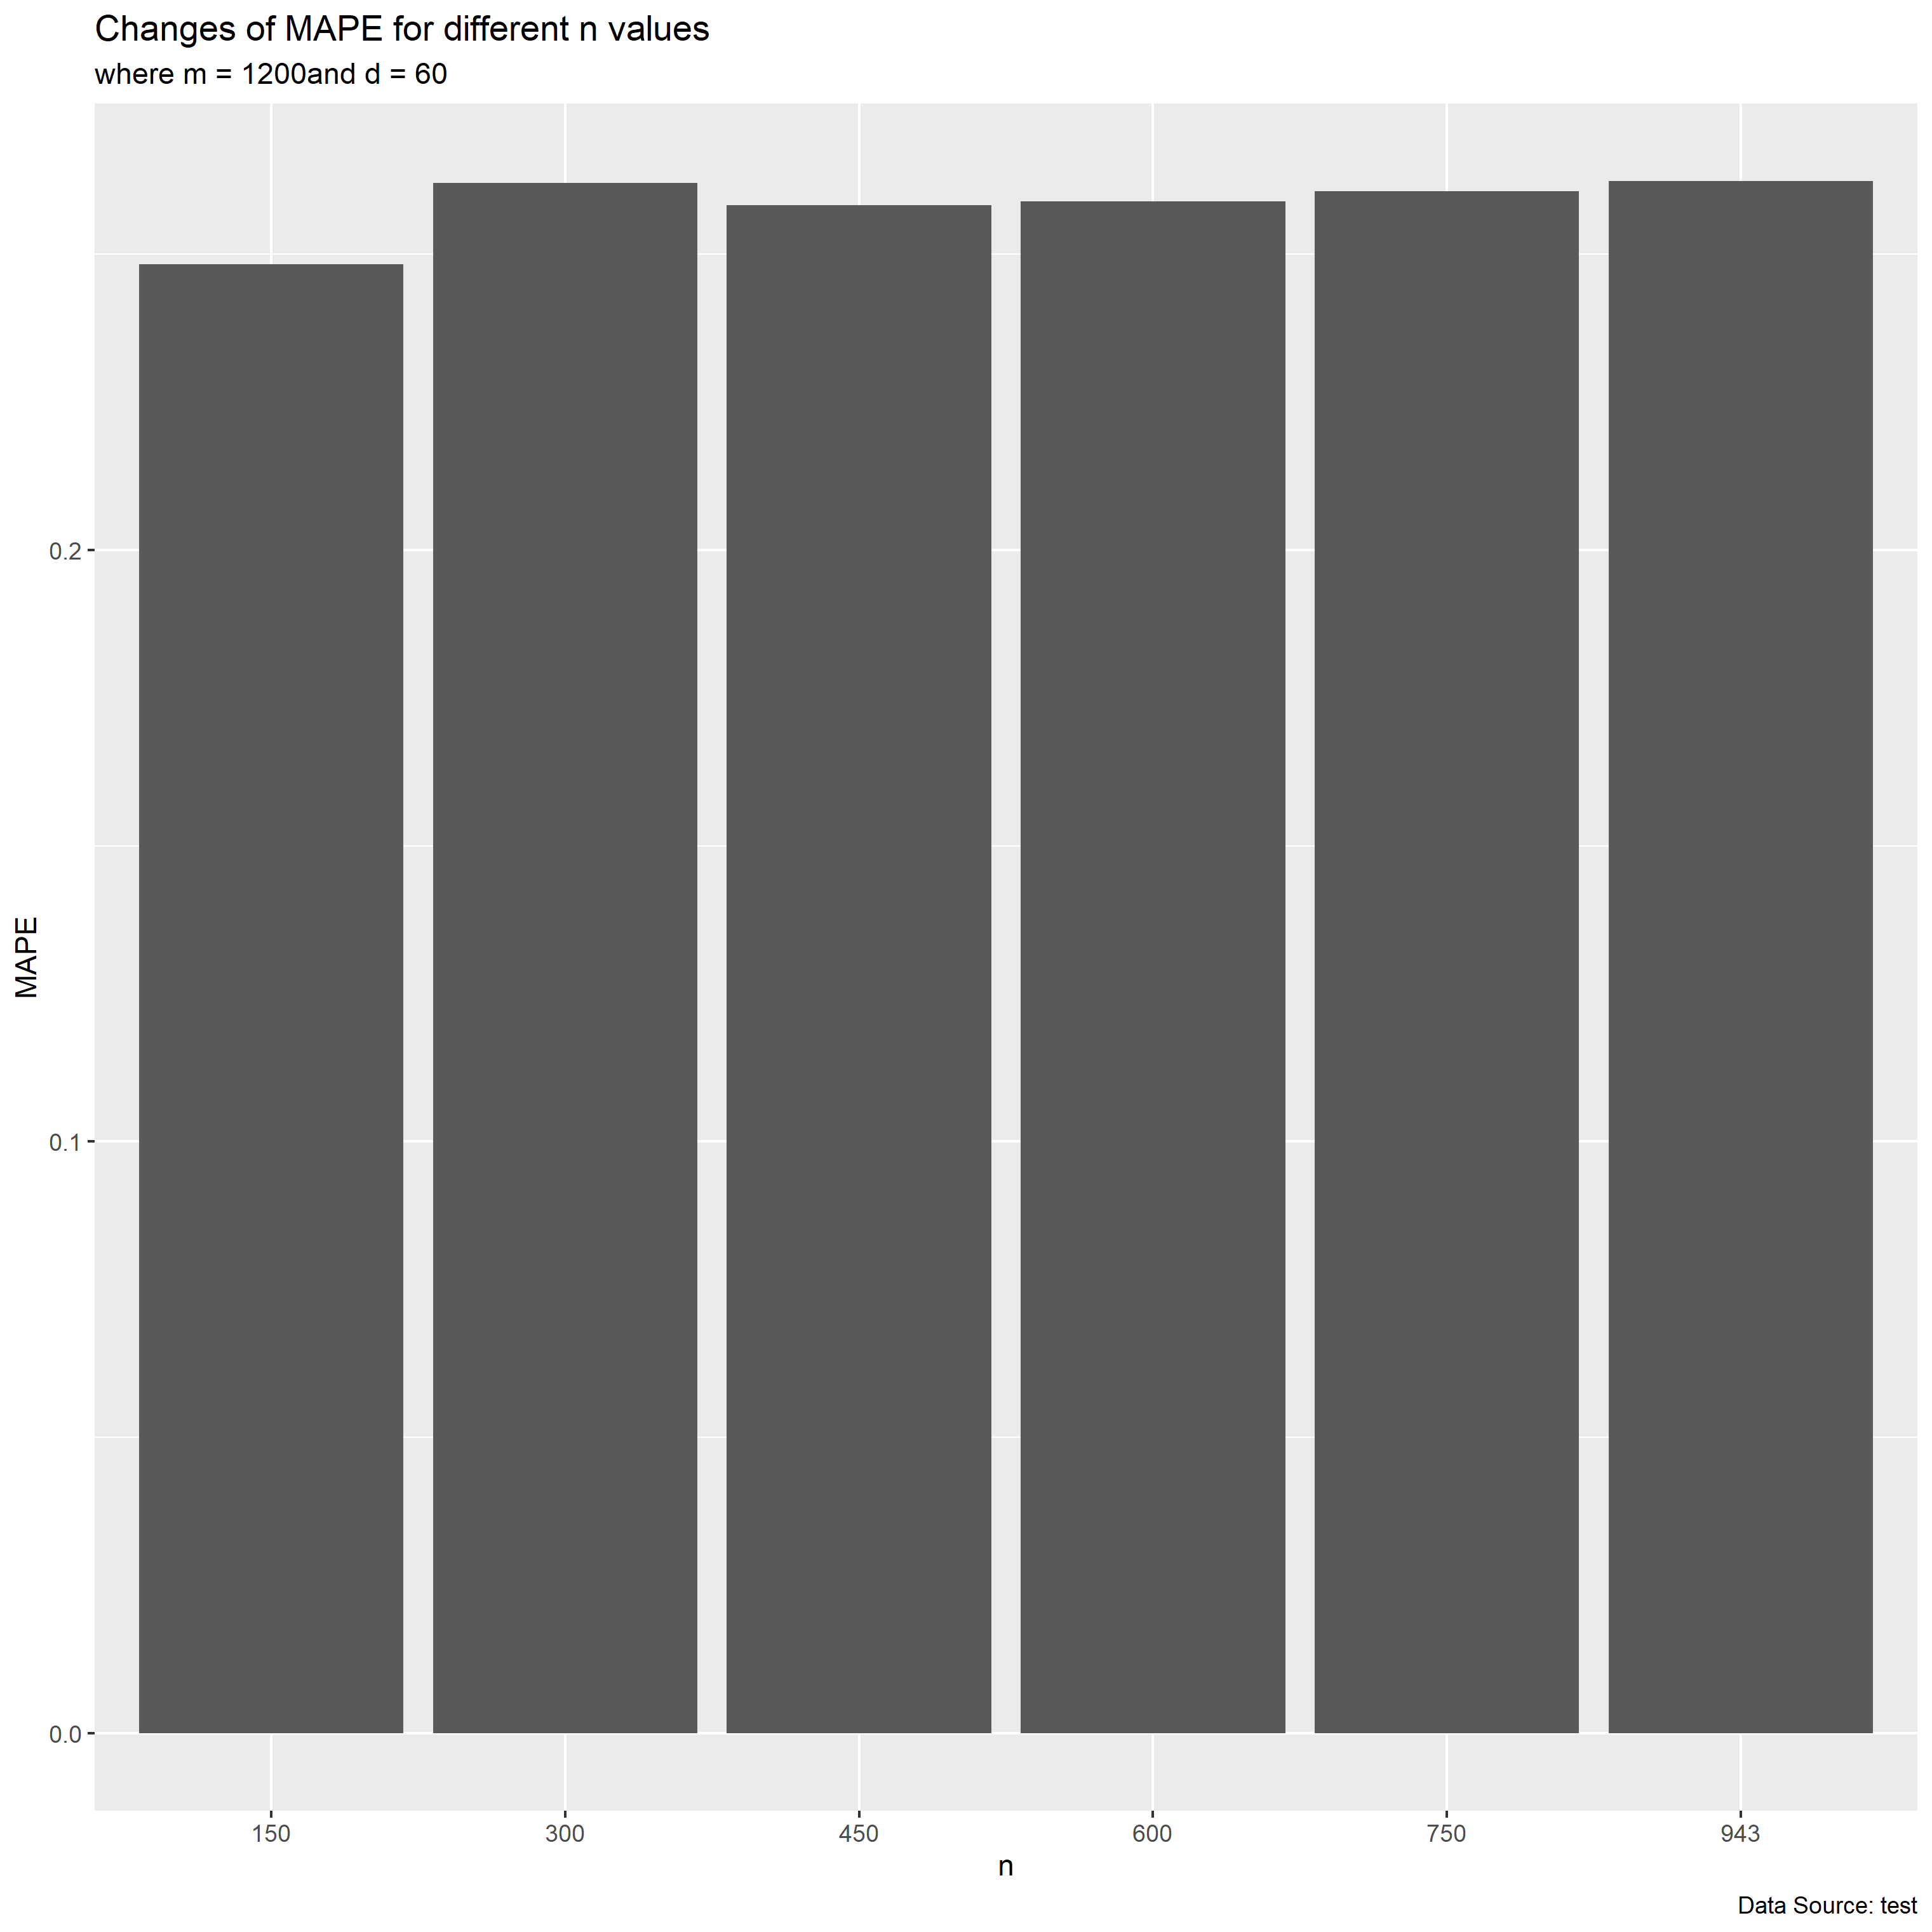 Changes of MAPE for different n values
where m = 1200and d = 60
MAPE
0.2
0.1
0.0
150 300 450 600 750 943
n
Data Source: test